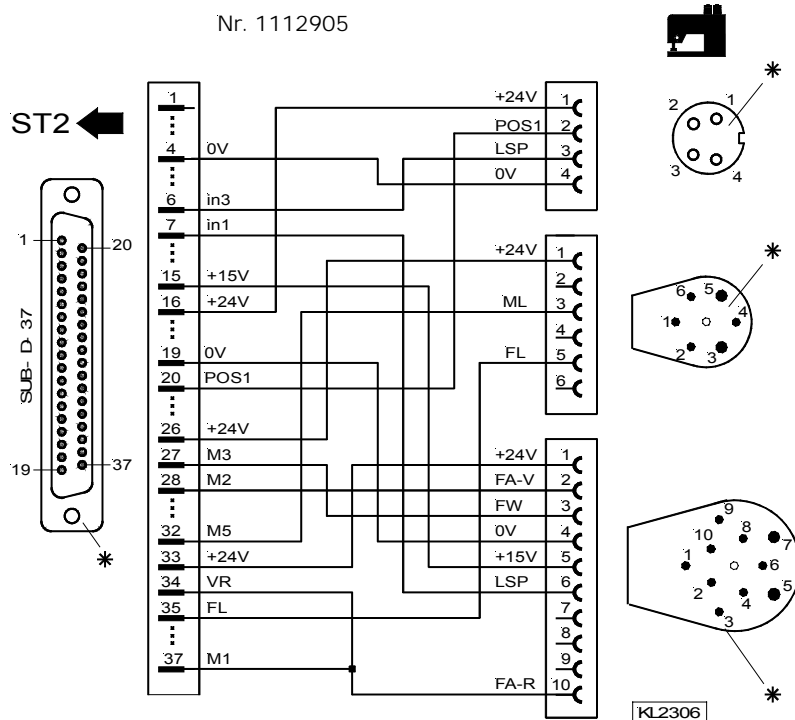 Nr. 1112905
ST2
SUB-D-37
1
20
19
37
1
4 0V
6 in3
7 in1
15 +15V
16 +24V
19 0V
20 POS1
26 +24V
27 M3
28 M2
32 M5
33 +24V
34 VR
35 FL
37 M1
+24V 1
POS1 2
LSP 3
0V 4
+24V 1
2
ML 3
4
FL 5
6
+24V 1
FA-V 2
FW 3
0V 4
+15V 5
LSP 6
7
8
9
FA-R 10
*
2 1
3 4
*
6 5
1 4
2 3
9
10 8 7
1 6
2 4 5
3
*
*
KL2306